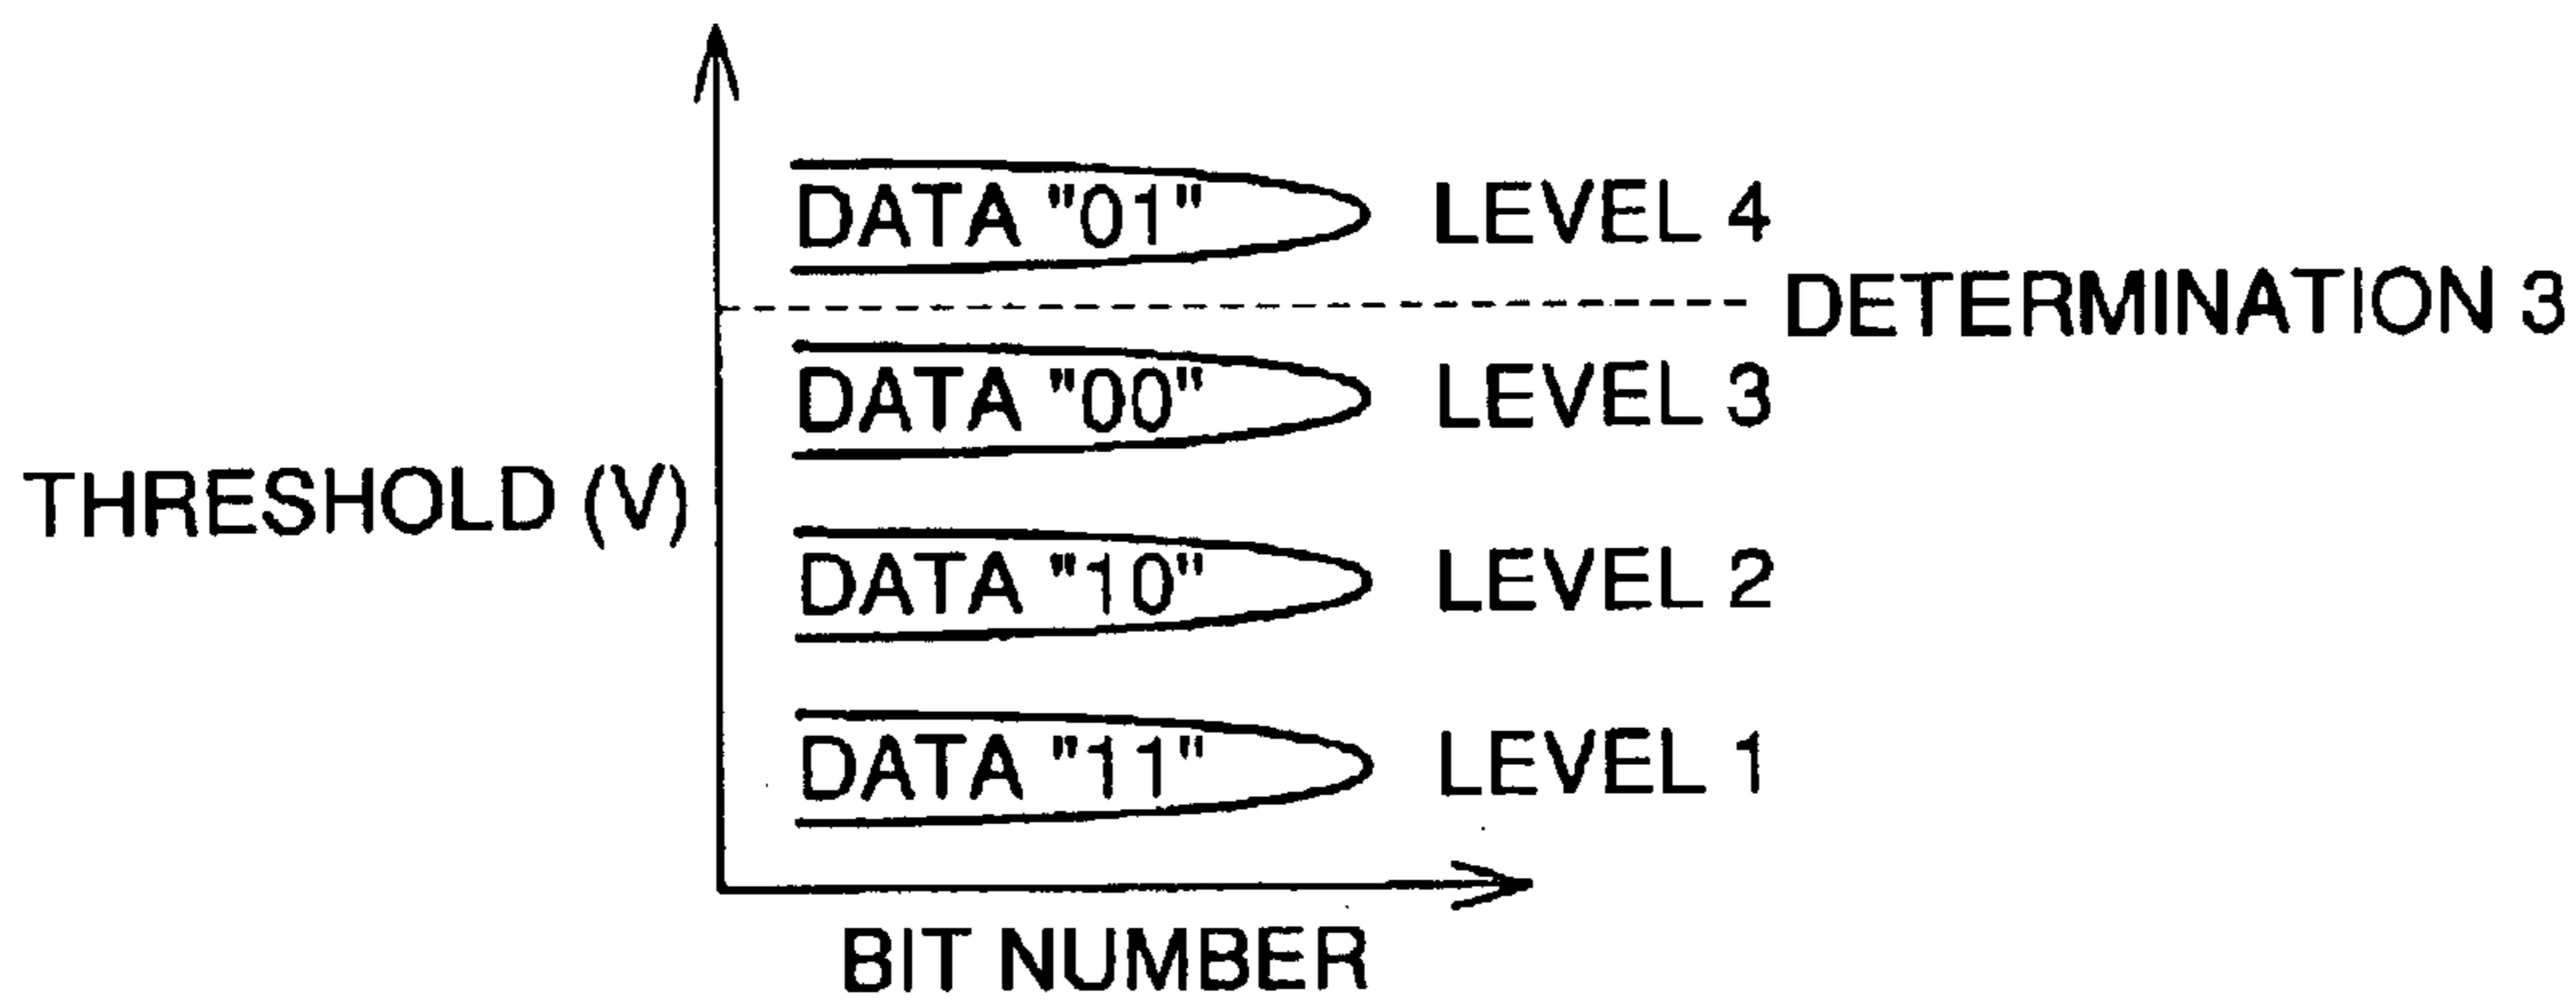 DATA "01" LEVEL 4
DETERMINATION 3
DATA "00" LEVEL 3
THRESHOLD (V)
DATA "10" LEVEL 2
DATA "11" LEVEL 1
BIT NUMBER